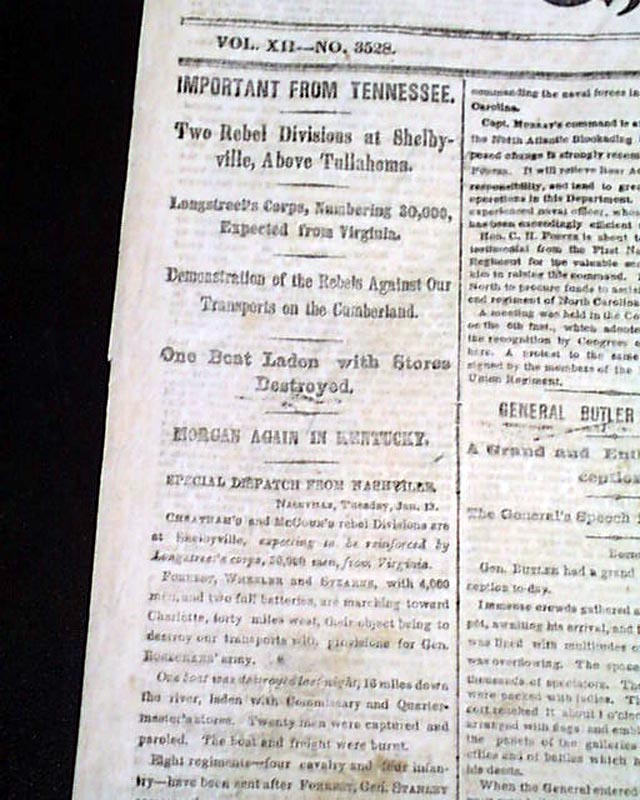 VOL. XII—NO. 3528.
IMPORTANT FROM TENNESSEE.
Two Rebel Divisions at Shelby-
ville, Above Tullahoma.
Longstreet's Corps, Numbering 30,000,
Expected from Virginia.
Demonstration of the Rebels Against Our
Transports on the Cumberland.
One Boat Laden with Stores
Destroyed.
MORGAN AGAIN IN KENTUCKY.
SPECIAL DISPATCH FROM NASHVILLE.
NASHVILLE, Tuesday, Jan. 13.
CHEATHAM'S and McCOWN'S rebel Divisions are
at Shelbyville, expecting to be reinforced by
Longstreet's corps, 30,000 men, from Virginia.
FORREST, WHEELER and STEARNS, with 4,000
men, and two full batteries, are marching toward
Charlotte, forty miles west, their object being to
destroy our transports with provisions for Gen.
ROSECRANS' army.
One boat was destroyed last night, 16 miles down
the river, laden with Commissary and Quarter-
master's stores. Twenty men were captured and
paroled. The boat and freight were burnt.
Eight regiments—four cavalry and four infan-
try—have been sent after FORREST, Gen. STANLEY
commanding the naval forces in
Carolina.
Capt. MURRAY'S command is
the North Atlantic Blockading
posed change is strongly
It will relieve
responsibility, and tend to
operations in this Department.
experienced naval officer,
has been exceedingly efficient
Hon. C. H. FOSTER is about
testimonial from the First
Regiment for the valuable
him in raising this command.
North to procure funds to
ond regiment of North Carolina
A meeting was held in the
on the 6th inst., which
the recognition by Congress
here. A protest to the same
signed by the members of the
Union Regiment.
GENERAL BUTLER
A Grand and
ception
The General's Speech
Gen. BUTLER had a grand
ception to-day.
Immense crowds gathered
pot, awaiting his arrival, and
was lined with multitudes
was overflowing. The
thousands of spectators.
were packed with ladies.
cort reached it about 1 o'clock
arranged with flags and
the panels of the galleries
cities and of battles which
his deeds.
When the General entered